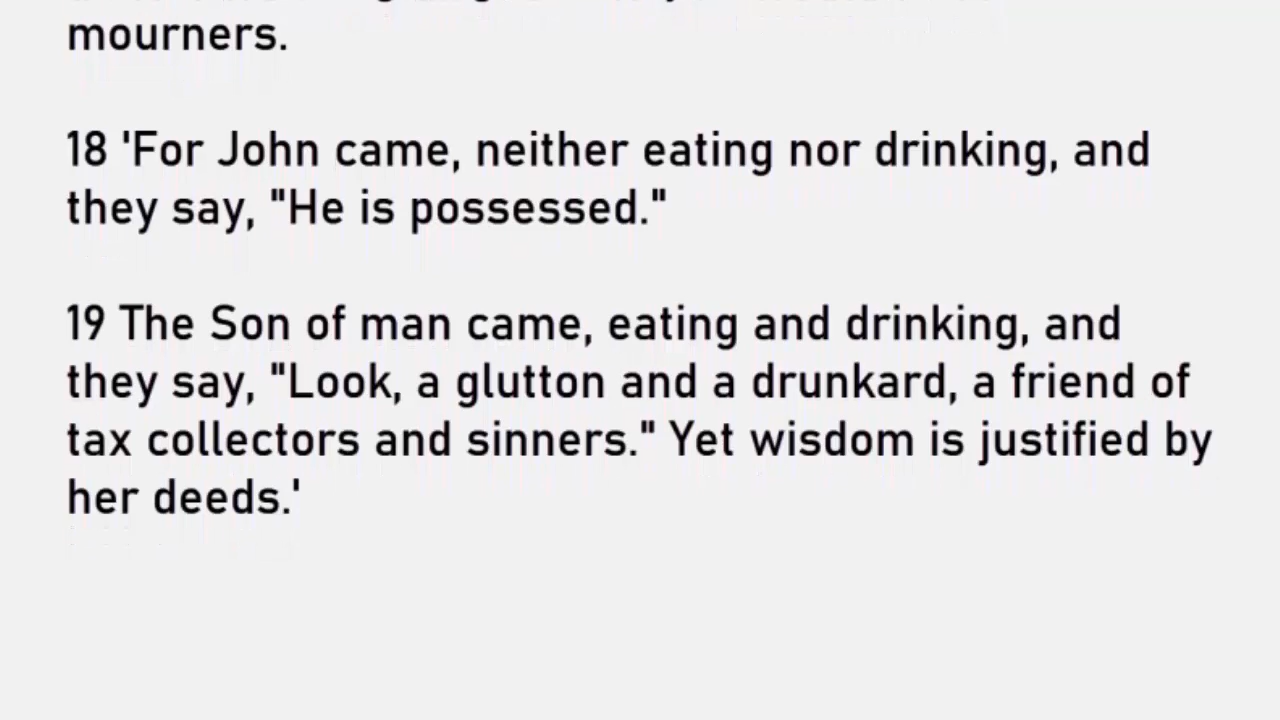 mourners.
18 'For John came, neither eating nor drinking, and
they say, "He is possessed."
19 The Son of man came, eating and drinking, and
they say, "Look, a glutton and a drunkard, a friend of
tax collectors and sinners." Yet wisdom is justified by
her deeds.'